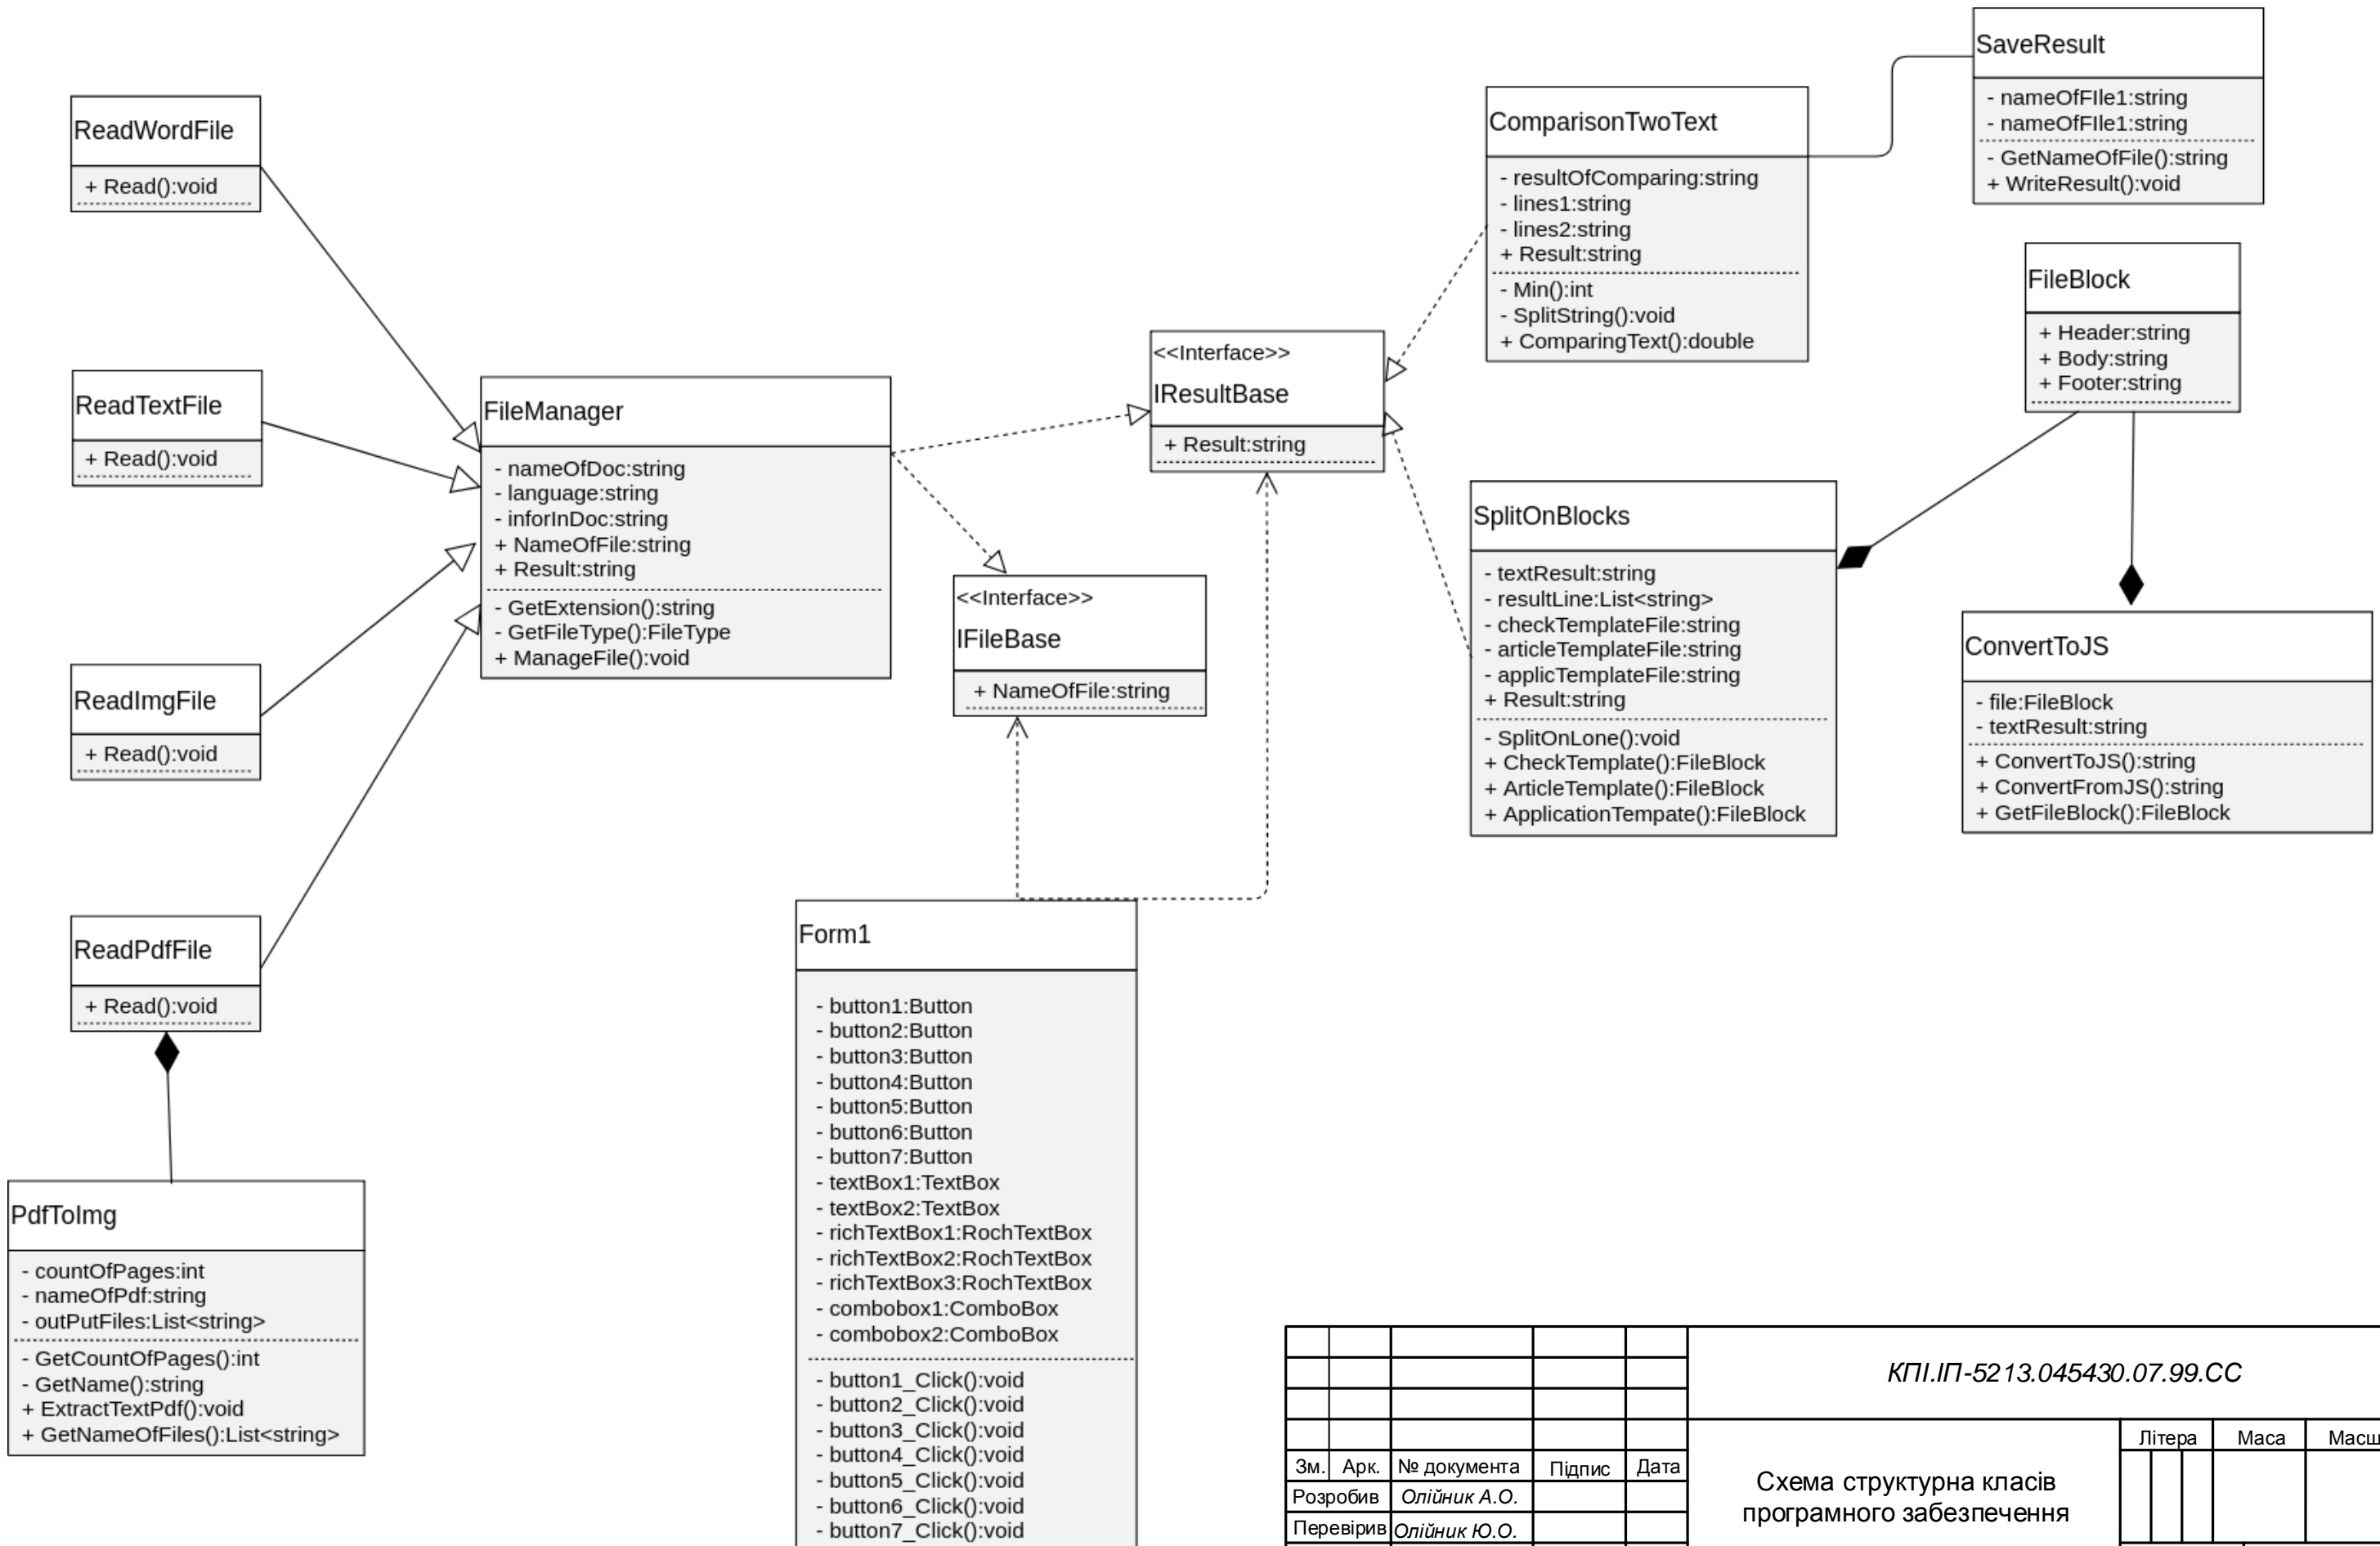 ReadWordFile
+ Read():void
ReadTextFile
+ Read():void
ReadImgFile
+ Read():void
ReadPdfFile
+ Read():void
PdfToImg
- countOfPages:int
- nameOfPdf:string
- outPutFiles:List<string>
- GetCountOfPages():int
- GetName():string
+ ExtractTextPdf():void
+ GetNameOfFiles():List<string>
FileManager
- nameOfDoc:string
- language:string
- inforInDoc:string
+ NameOfFile:string
+ Result:string
- GetExtension():string
- GetFileType():FileType
+ ManageFile():void
<<Interface>>
IResultBase
+ Result:string
<<Interface>>
IFileBase
+ NameOfFile:string
Form1
- button1:Button
- button2:Button
- button3:Button
- button4:Button
- button5:Button
- button6:Button
- button7:Button
- textBox1:TextBox
- textBox2:TextBox
- richTextBox1:RochTextBox
- richTextBox2:RochTextBox
- richTextBox3:RochTextBox
- combobox1:ComboBox
- combobox2:ComboBox
- button1_Click():void
- button2_Click():void
- button3_Click():void
- button4_Click():void
- button5_Click():void
- button6_Click():void
- button7_Click():void
ComparisonTwoText
- resultOfComparing:string
- lines1:string
- lines2:string
+ Result:string
- Min():int
- SplitString():void
+ ComparingText():double
SaveResult
- nameOfFIle1:string
- nameOfFIle1:string
- GetNameOfFile():string
+ WriteResult():void
FileBlock
+ Header:string
+ Body:string
+ Footer:string
SplitOnBlocks
- textResult:string
- resultLine:List<string>
- checkTemplateFile:string
- articleTemplateFile:string
- applicTemplateFile:string
+ Result:string
- SplitOnLone():void
+ CheckTemplate():FileBlock
+ ArticleTemplate():FileBlock
+ ApplicationTempate():FileBlock
ConvertToJS
- file:FileBlock
- textResult:string
+ ConvertToJS():string
+ ConvertFromJS():string
+ GetFileBlock():FileBlock
КПІ.ІП-5213.045430.07.99.СС
Літера Маса Масш
Зм. Арк. № документа Підпис Дата
Розробив Олійник А.О.
Перевірив Олійник Ю.О.
Схема структурна класів
програмного забезпечення